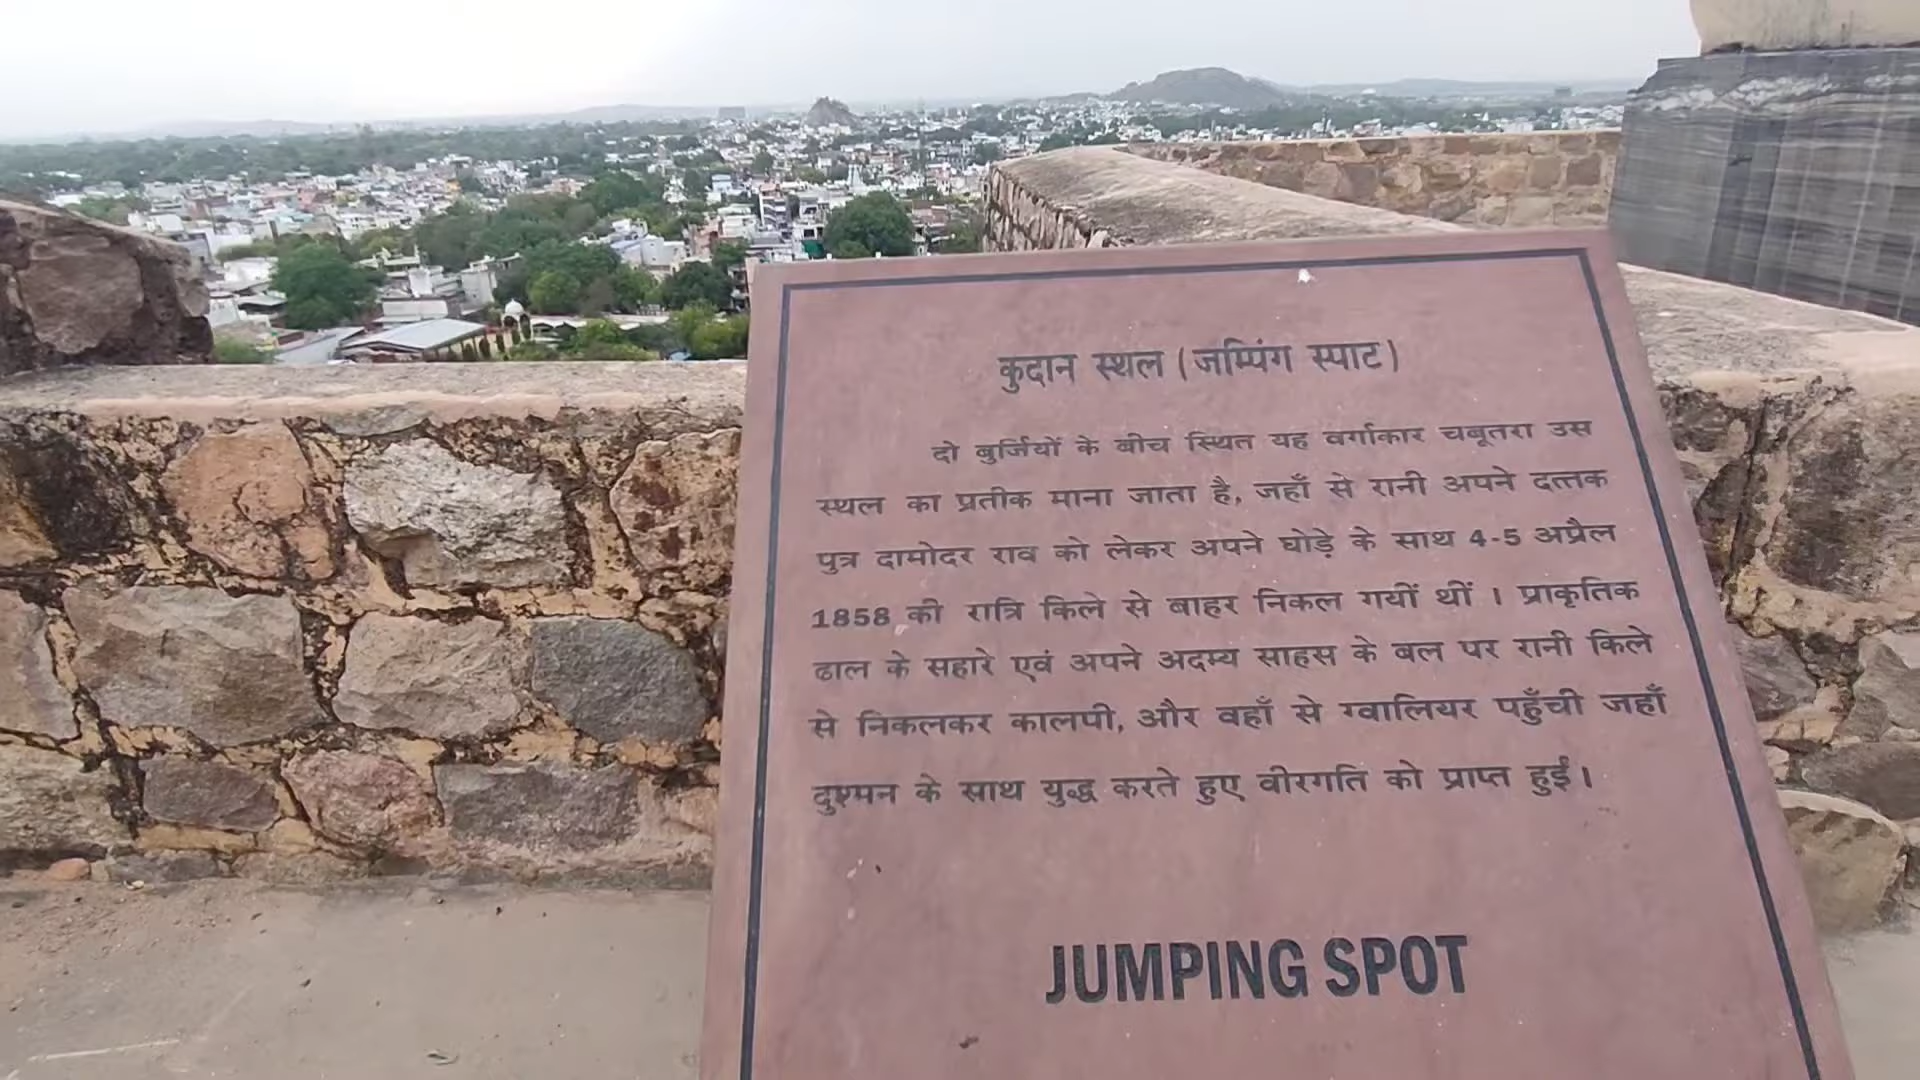 कुदान स्थल (जम्पिंग स्पाट)
दो बुर्जियों के बीच स्थित यह वर्गाकार चबूतरा उस
स्थल का प्रतीक माना जाता है, जहाँ से रानी अपने दत्तक
पुत्र दामोदर राव को लेकर अपने घोड़े के साथ 4-5 अप्रैल
1858 की रात्रि किले से बाहर निकल गयीं थीं । प्राकृतिक
ढाल के सहारे एवं अपने अदम्य साहस के बल पर रानी किले
से निकलकर कालपी, और वहाँ से ग्वालियर पहुँची जहाँ
दुश्मन के साथ युद्ध करते हुए वीरगति को प्राप्त हुईं।
JUMPING SPOT